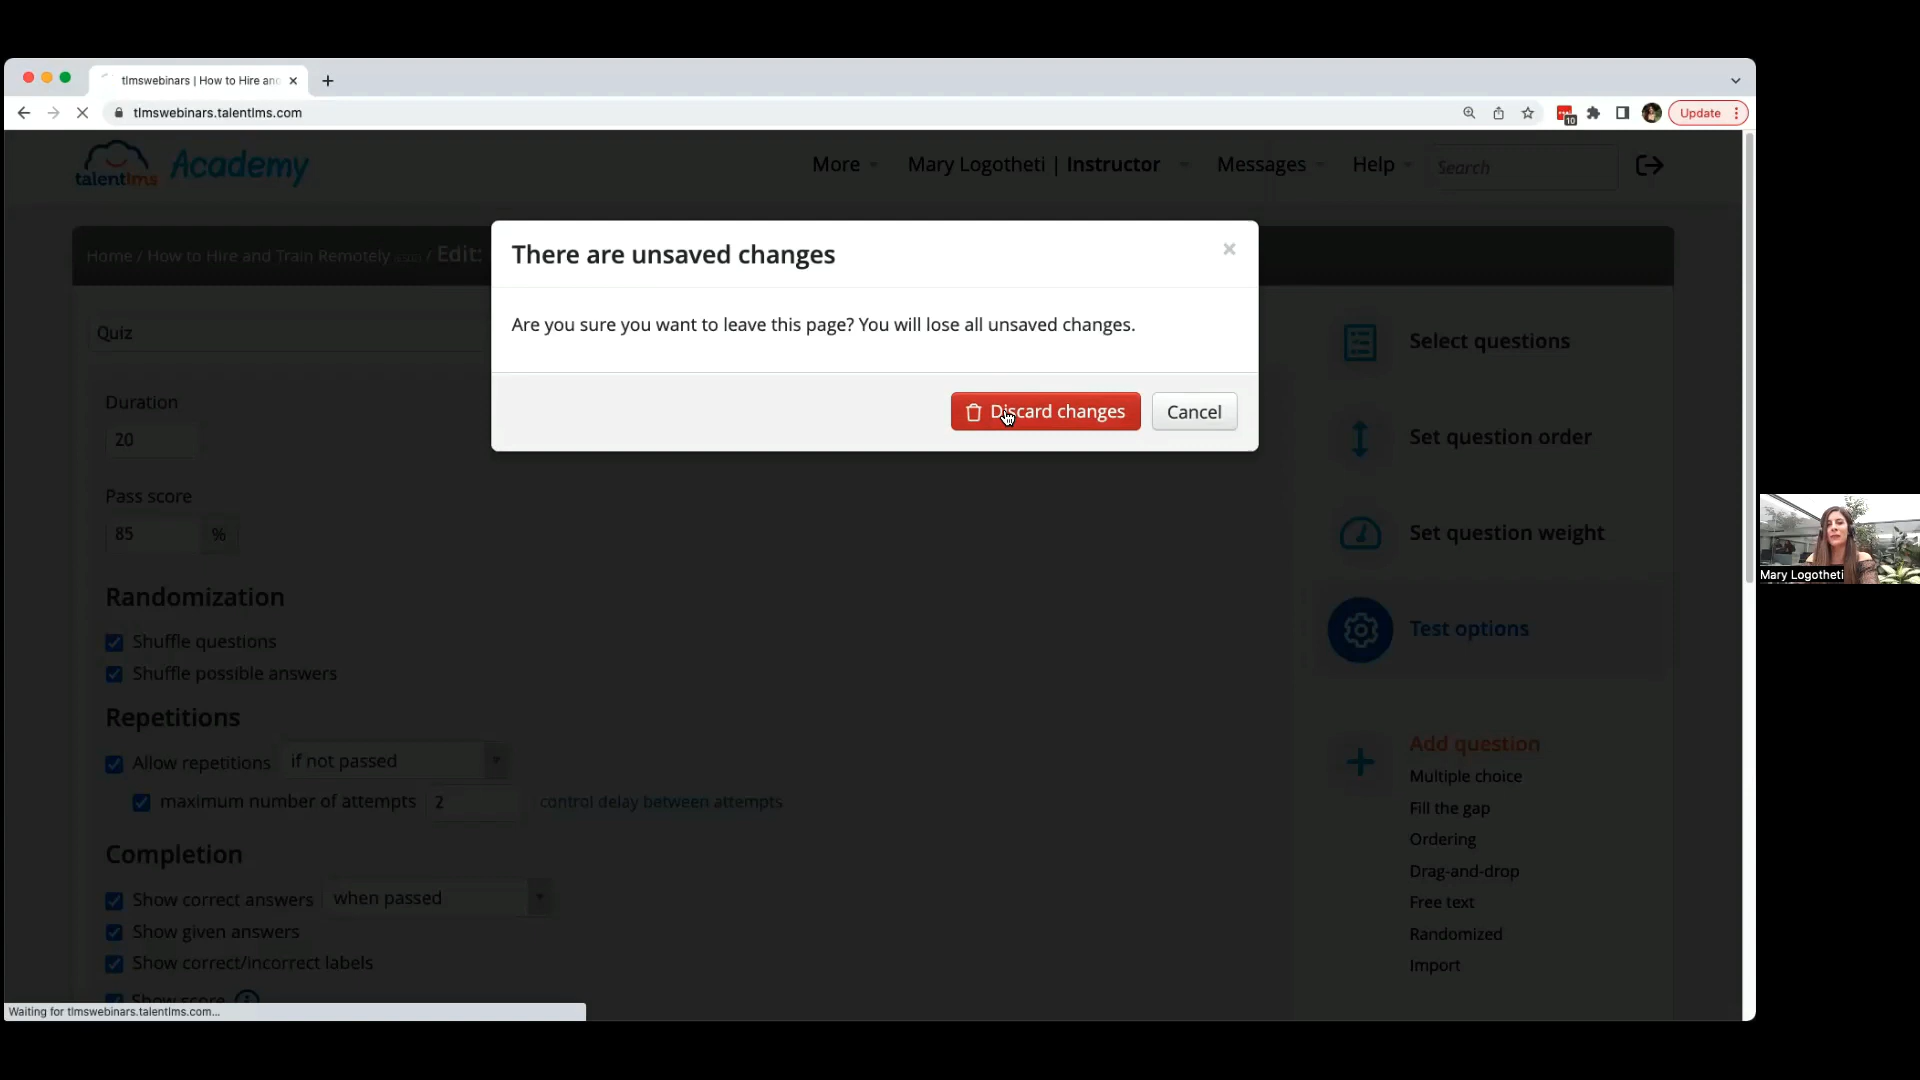 tlmswebinars | How to Hire and
tlmswebinars.talentlms.com
10
Update
talentlms Academy
More
Mary Logotheti | Instructor
Messages
Help
Search
Home / How to Hire and Train Remotely / Edit:
There are unsaved changes
×
Are you sure you want to leave this page? You will lose all unsaved changes.
Discard changes
Cancel
Quiz
Duration
20
Pass score
85 %
Randomization
Shuffle questions
Shuffle possible answers
Repetitions
Allow repetitions if not passed
maximum number of attempts 2 control delay between attempts
Completion
Show correct answers when passed
Show given answers
Show correct/incorrect labels
Show score
Select questions
Set question order
Set question weight
Test options
Add question
Multiple choice
Fill the gap
Ordering
Drag-and-drop
Free text
Randomized
Import
Waiting for tlmswebinars.talentlms.com...
Mary Logotheti